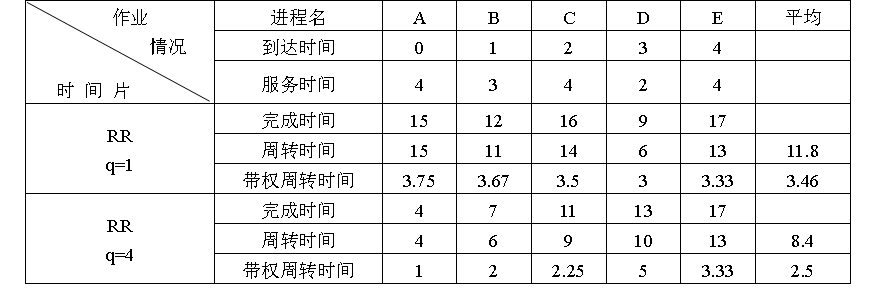 作业 进程名 A B C D E 平均
情况 到达时间 0 1 2 3 4
时 间 片 服务时间 4 3 4 2 4
RR q=1 完成时间 15 12 16 9 17
周转时间 15 11 14 6 13 11.8
带权周转时间 3.75 3.67 3.5 3 3.33 3.46
RR q=4 完成时间 4 7 11 13 17
周转时间 4 6 9 10 13 8.4
带权周转时间 1 2 2.25 5 3.33 2.5